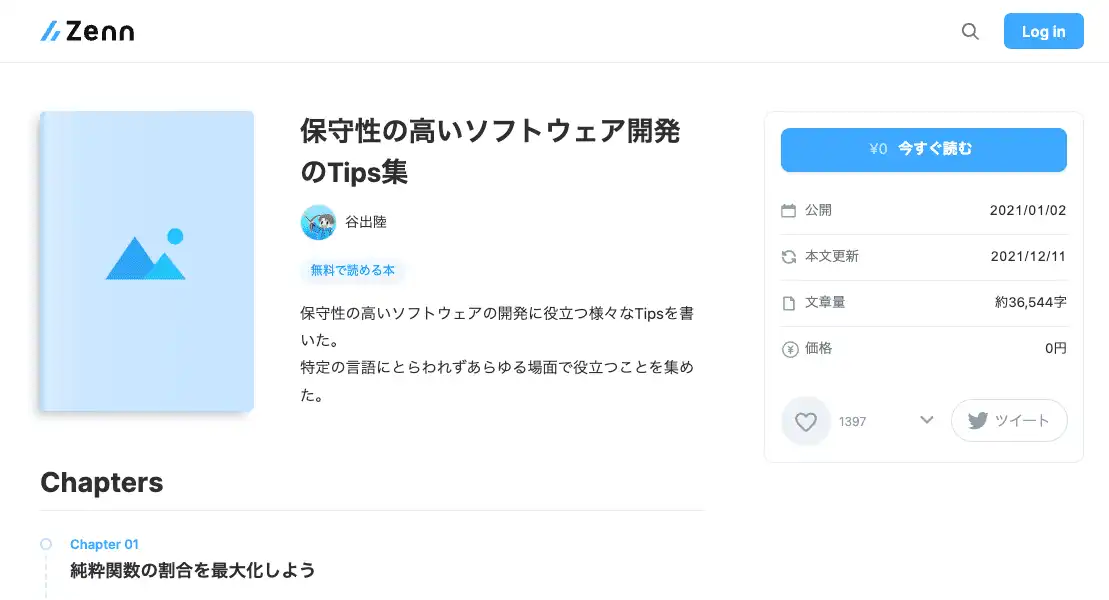 Zenn
Log in
保守性の高いソフトウェア開発
のTips集
谷出陸
無料で読める本
保守性の高いソフトウェアの開発に役立つ様々なTipsを書
いた。
特定の言語にとらわれずあらゆる場面で役立つことを集め
た。
¥0 今すぐ読む
公開 2021/01/02
本文更新 2021/12/11
文章量 約36,544字
価格 0円
1397 ツイート
Chapters
Chapter 01
純粋関数の割合を最大化しよう